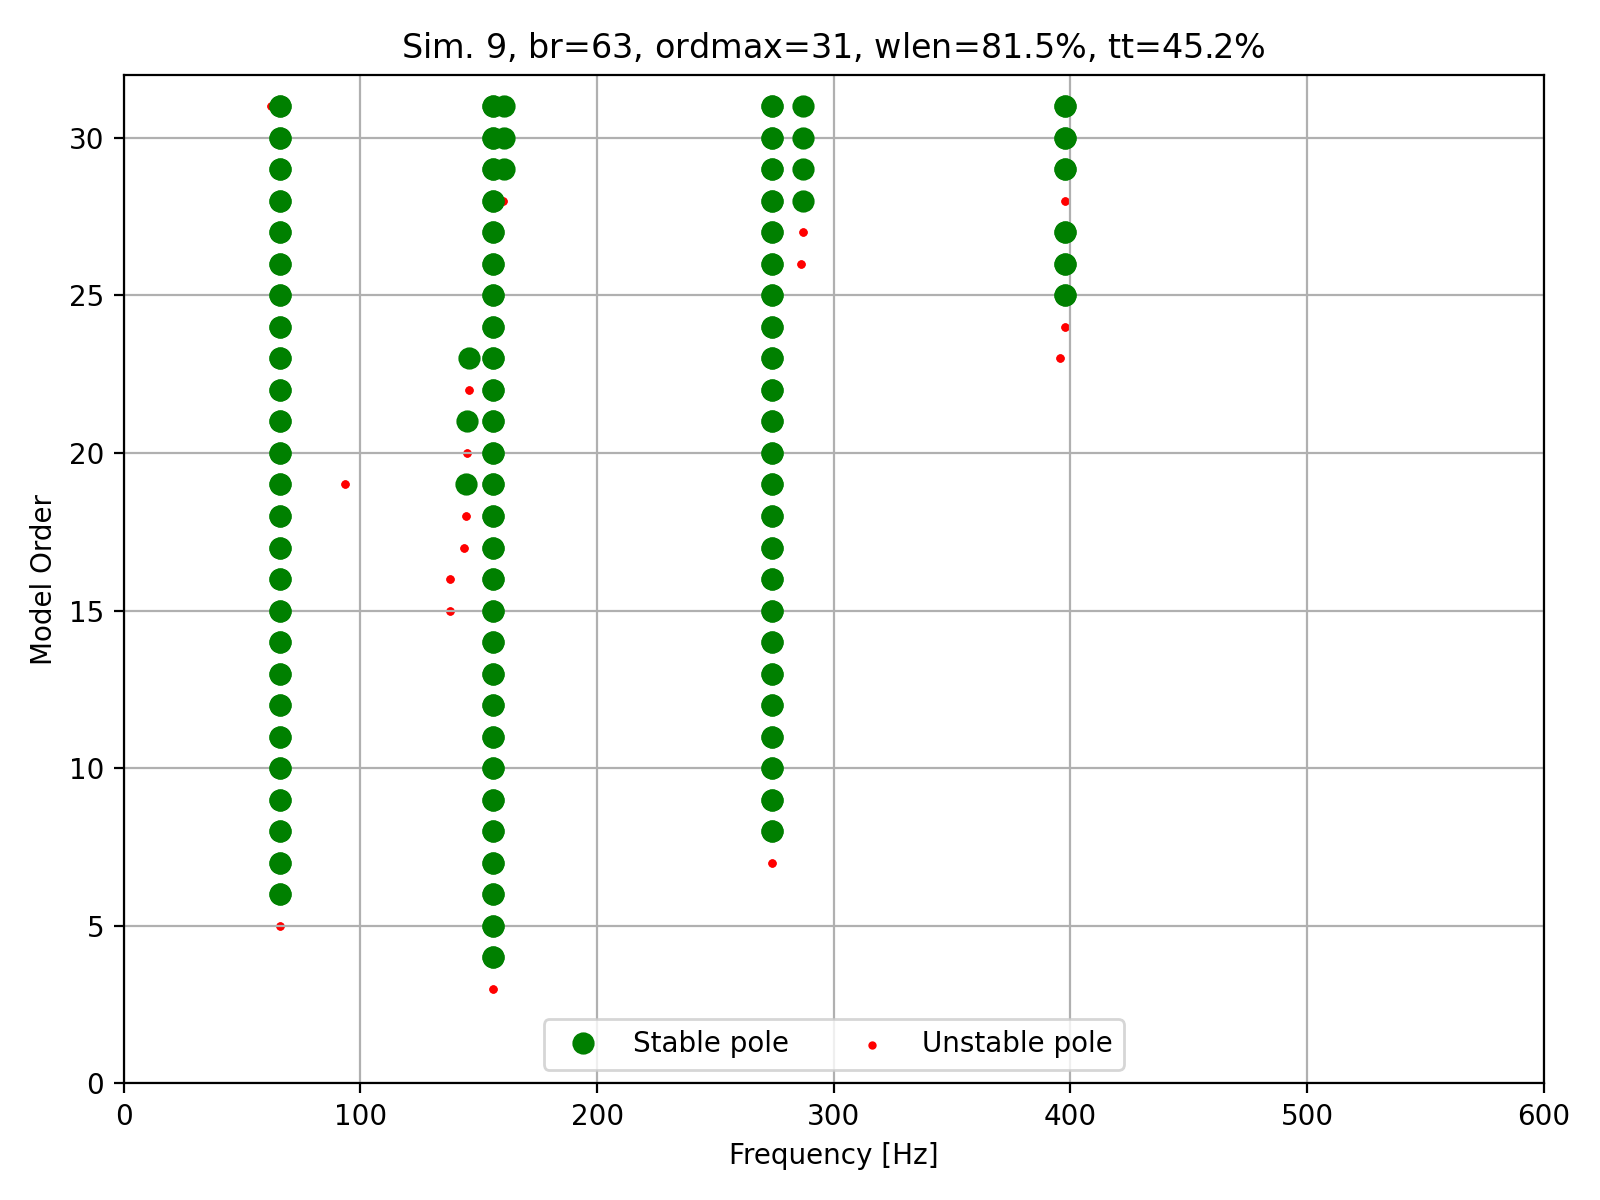 Sim. 9, br=63, ordmax=31, wlen=81.5%, tt=45.2%
30
25
20
15
10
5
0
Model Order
Stable pole
Unstable pole
0 100 200 300 400 500 600
Frequency [Hz]